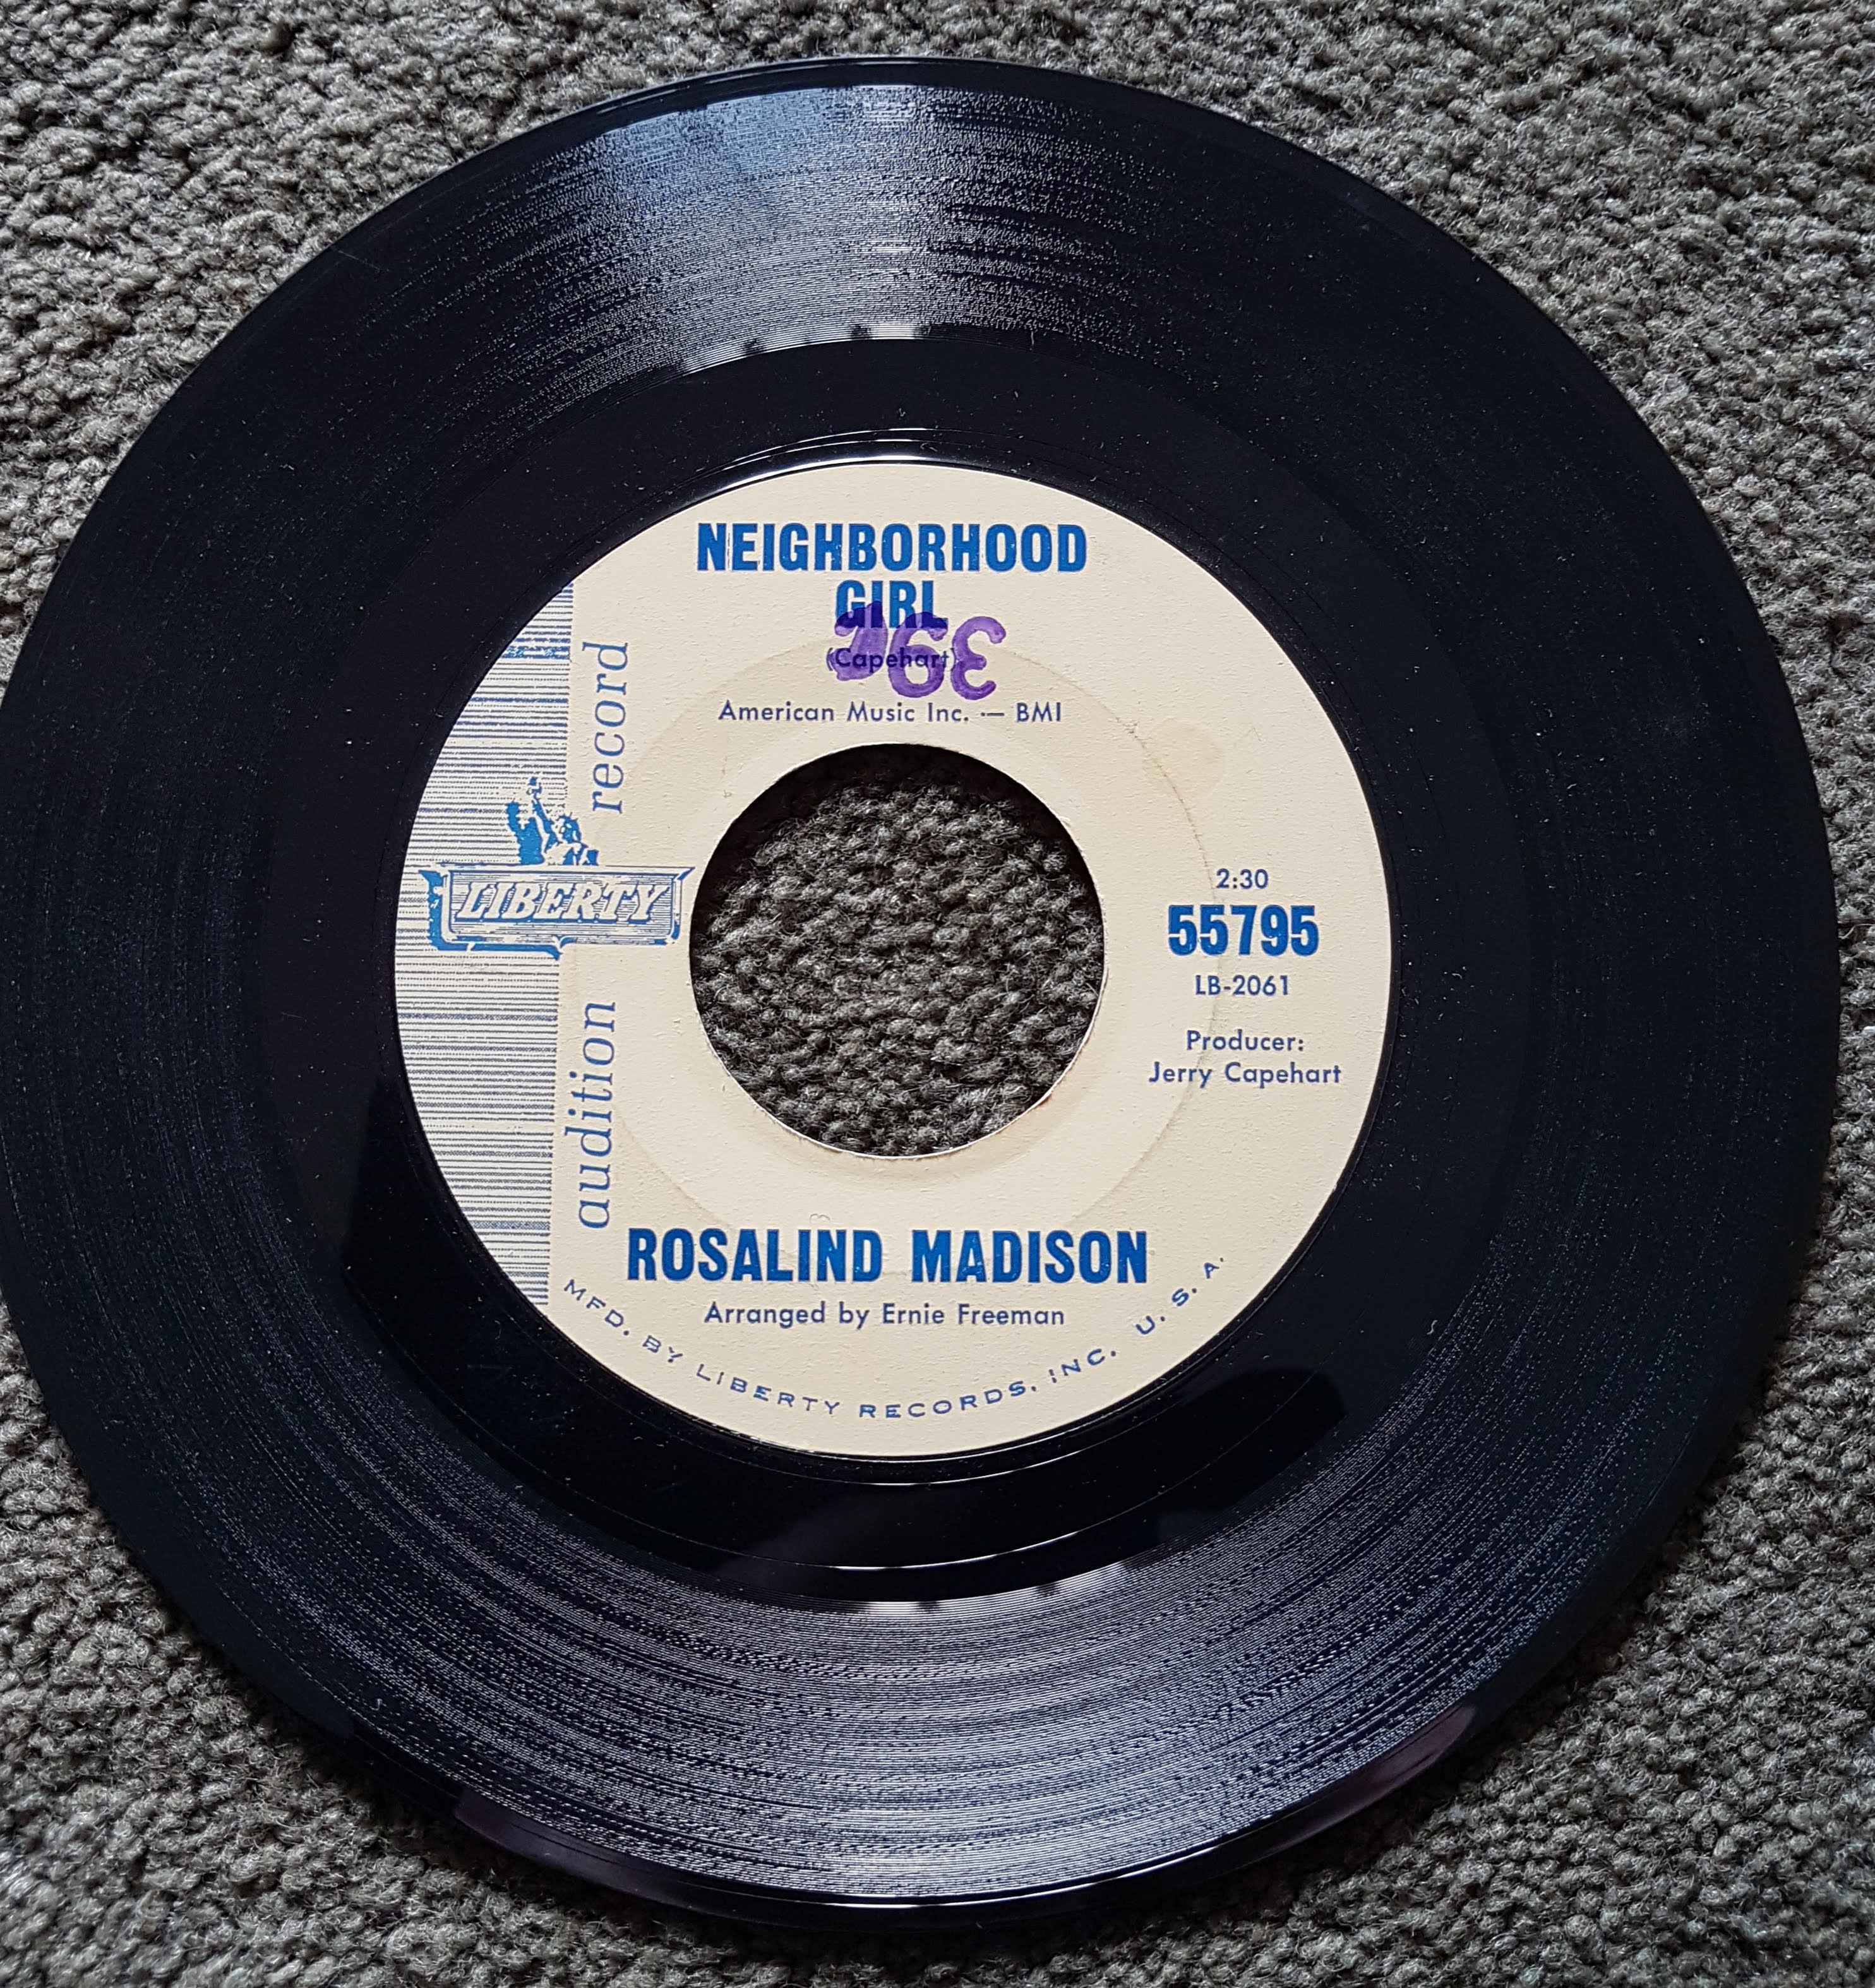 NEIGHBORHOOD
GIRL
(Capehart)
American Music Inc. — BMI
record
LIBERTY
audition
2:30
55795
LB-2061
Producer:
Jerry Capehart
ROSALIND MADISON
Arranged by Ernie Freeman
MFD. BY LIBERTY RECORDS, INC. U. S. A.